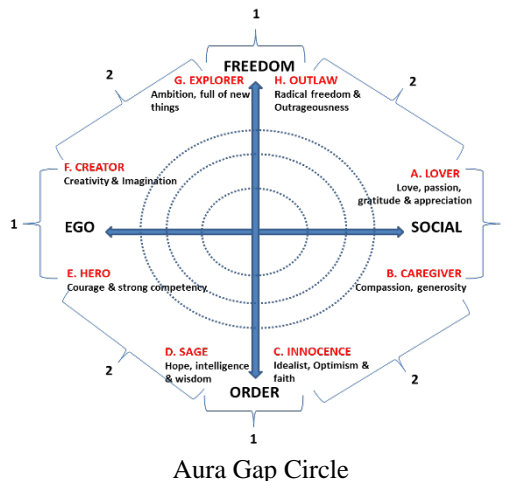 1
FREEDOM
2
G. EXPLORER
Ambition, full of new
things
H. OUTLAW
Radical freedom &
Outrageousness
2
F. CREATOR
Creativity & Imagination
A. LOVER
Love, passion,
gratitude & appreciation
1
EGO
SOCIAL
E. HERO
Courage & strong competency
B. CAREGIVER
Compassion, generosity
D. SAGE
Hope, intelligence
& wisdom
C. INNOCENCE
Idealist, Optimism &
faith
2
2
ORDER
1
Aura Gap Circle